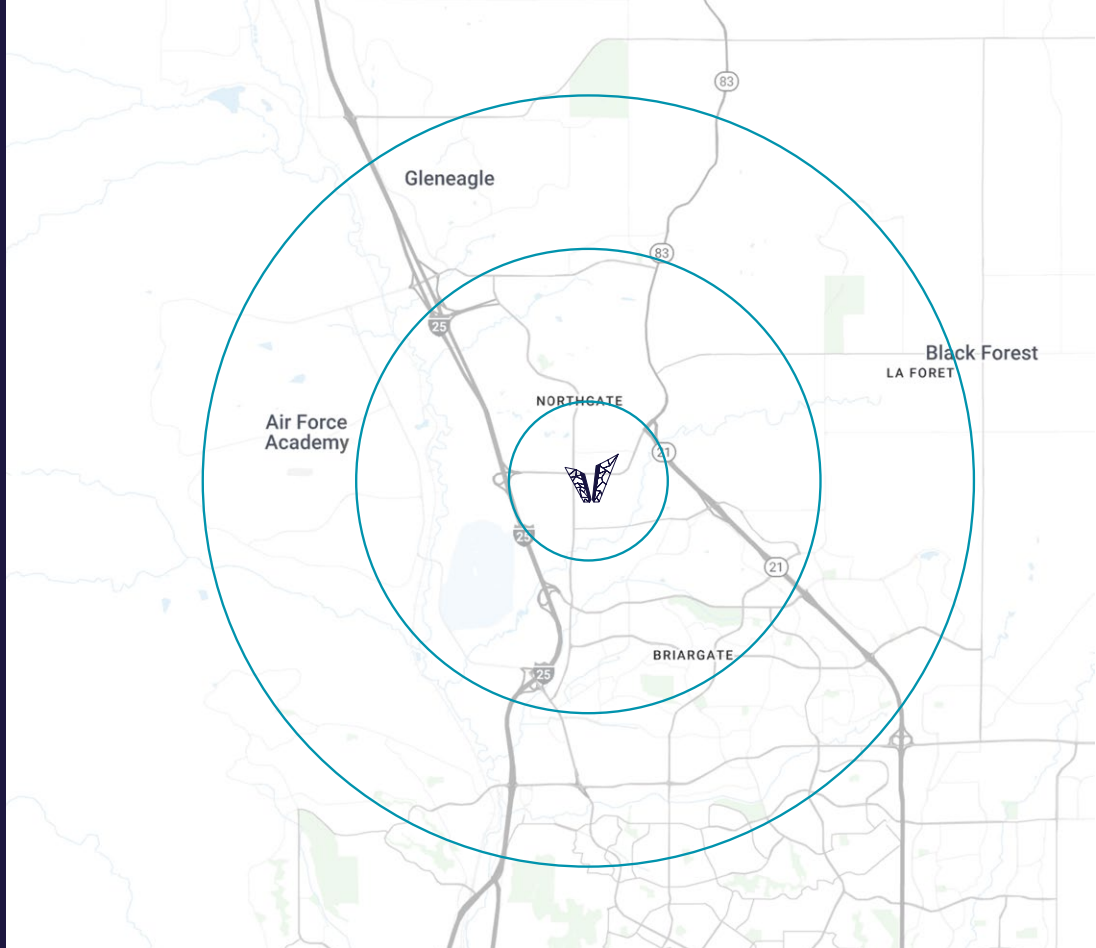 83
Gleneagle
83
25
Black Forest
LA FORET
NORTHGATE
Air Force
Academy
21
25
21
BRIARGATE
25